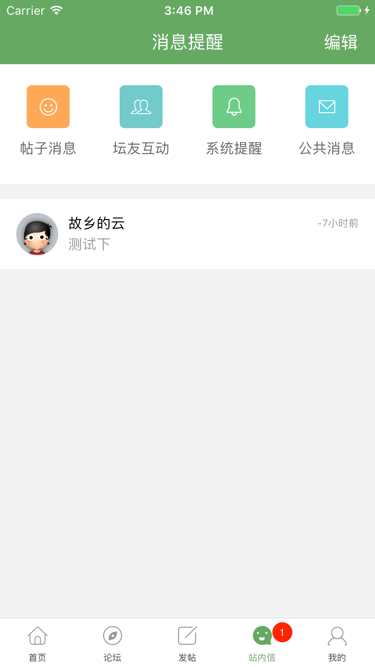 Carrier 3:46 PM
消息提醒 编辑
帖子消息 坛友互动 系统提醒 公共消息
故乡的云 -7小时前
测试下
1
首页 论坛 发帖 站内信 我的